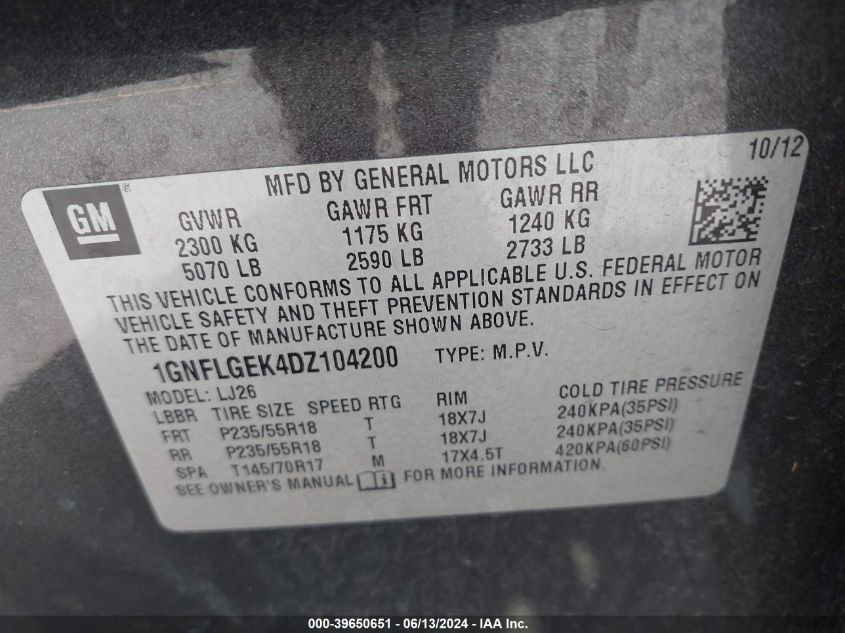 10/12
MFD BY GENERAL MOTORS LLC
GM®
GVWR GAWR FRT GAWR RR
2300 KG 1175 KG 1240 KG
5070 LB 2590 LB 2733 LB
THIS VEHICLE CONFORMS TO ALL APPLICABLE U.S. FEDERAL MOTOR
VEHICLE SAFETY AND THEFT PREVENTION STANDARDS IN EFFECT ON
THE DATE OF MANUFACTURE SHOWN ABOVE.
1GNFLGEK4DZ104200 TYPE: M.P.V.
MODEL: LJ26
LBBR TIRE SIZE SPEED RTG RIM COLD TIRE PRESSURE
FRT P235/55R18 T 18X7J 240KPA(35PSI)
RR P235/55R18 T 18X7J 240KPA(35PSI)
SPA T145/70R17 M 17X4.5T 420KPA(60PSI)
SEE OWNER'S MANUAL i FOR MORE INFORMATION.
000-39650651 - 06/13/2024 - IAA Inc.